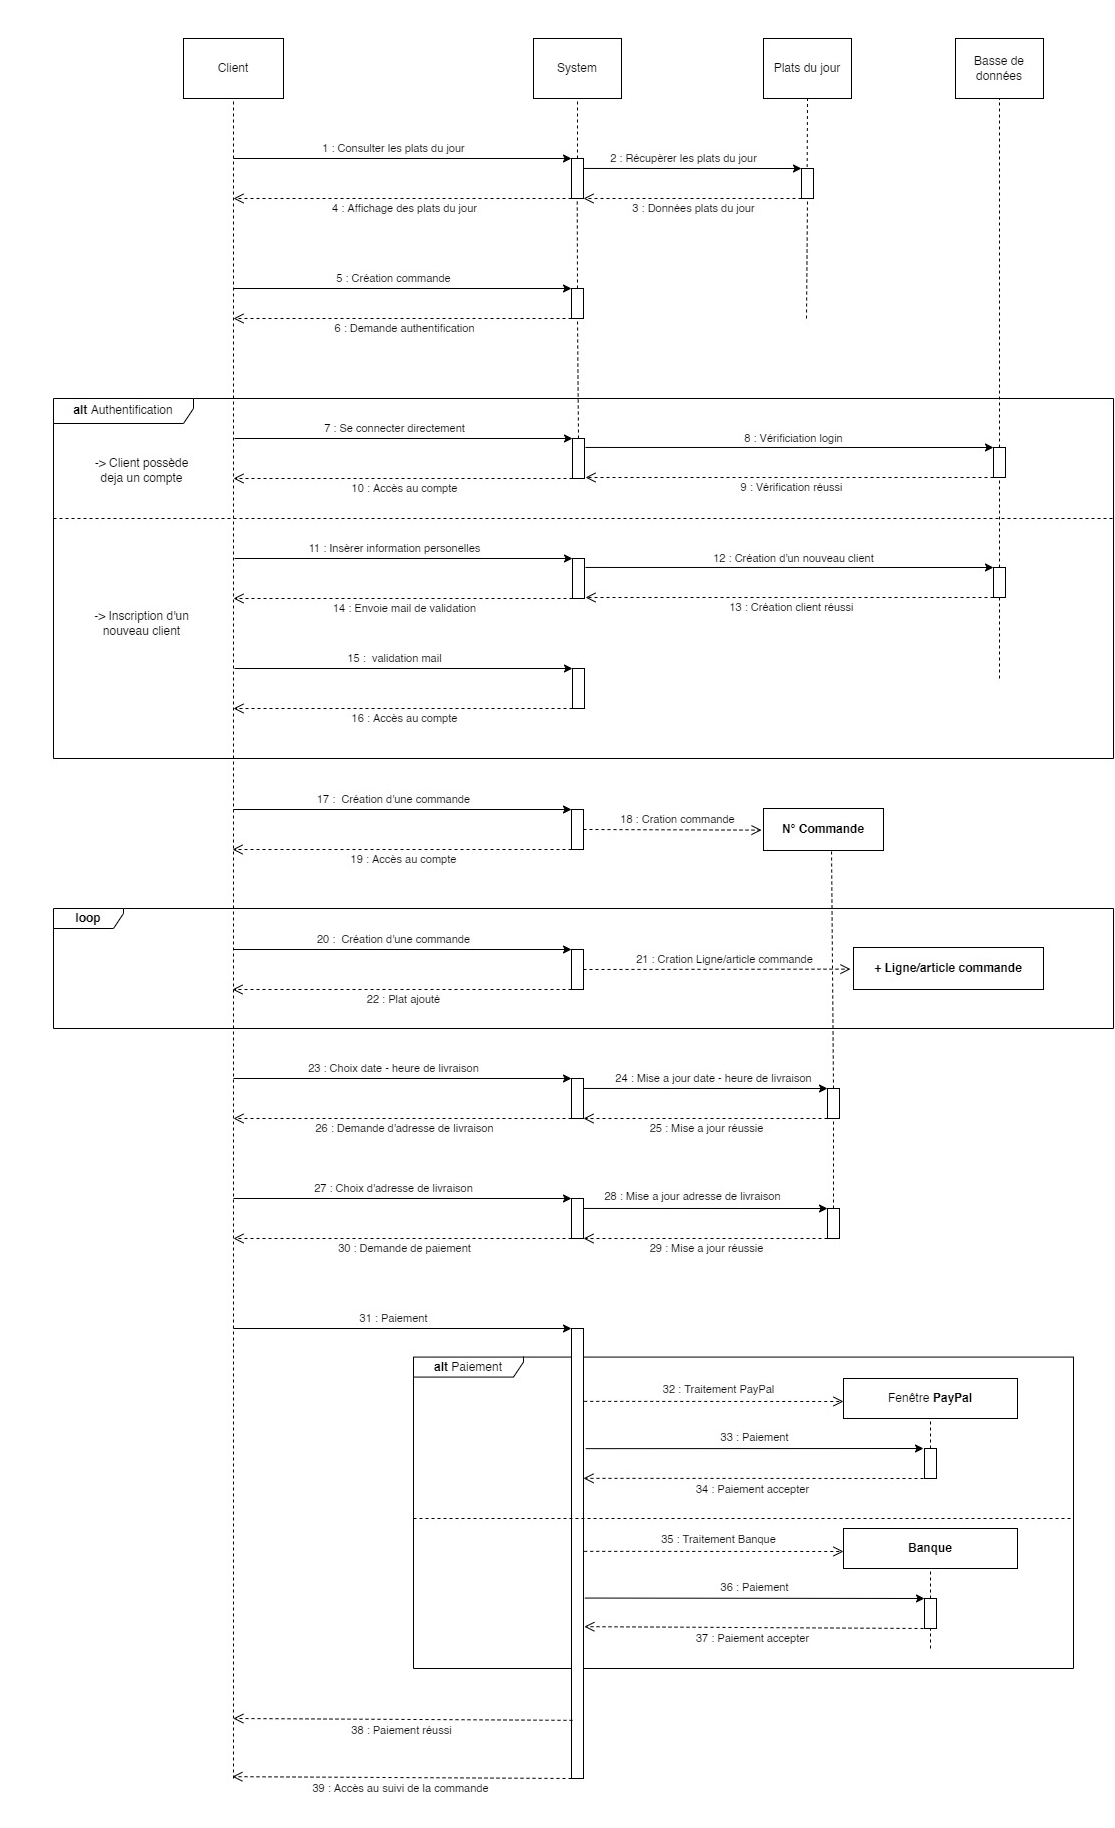 Client
System
Plats du jour
Basse de
données
1 : Consulter les plats du jour
2 : Récupèrer les plats du jour
4 : Affichage des plats du jour
3 : Données plats du jour
5 : Création commande
6 : Demande authentification
alt Authentification
7 : Se connecter directement
8 : Vérificiation login
-> Client possède
deja un compte
10 : Accès au compte
9 : Vérification réussi
11 : Insèrer information personelles
12 : Création d'un nouveau client
14 : Envoie mail de validation
13 : Création client réussi
-> Inscription d'un
nouveau client
15 : validation mail
16 : Accès au compte
17 : Création d'une commande
18 : Cration commande
N° Commande
19 : Accès au compte
loop
20 : Création d'une commande
21 : Cration Ligne/article commande
+ Ligne/article commande
22 : Plat ajouté
23 : Choix date - heure de livraison
24 : Mise a jour date - heure de livraison
26 : Demande d'adresse de livraison
25 : Mise a jour réussie
27 : Choix d'adresse de livraison
28 : Mise a jour adresse de livraison
30 : Demande de paiement
29 : Mise a jour réussie
31 : Paiement
alt Paiement
32 : Traitement PayPal
Fenêtre PayPal
33 : Paiement
34 : Paiement accepter
35 : Traitement Banque
Banque
36 : Paiement
37 : Paiement accepter
38 : Paiement réussi
39 : Accès au suivi de la commande